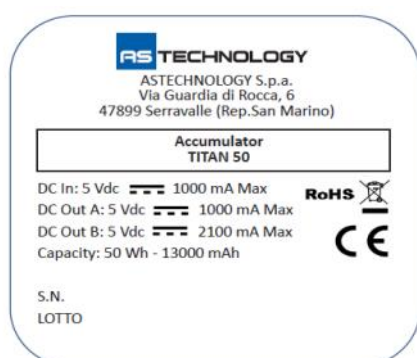 AS TECHNOLOGY
ASTECHNOLOGY S.p.a.
Via Guardia di Rocca, 6
47899 Serravalle (Rep.San Marino)
Accumulator
TITAN 50
DC In: 5 Vdc 1000 mA Max
DC Out A: 5 Vdc 1000 mA Max
DC Out B: 5 Vdc 2100 mA Max
Capacity: 50 Wh - 13000 mAh
RoHS
CE
S.N.
LOTTO